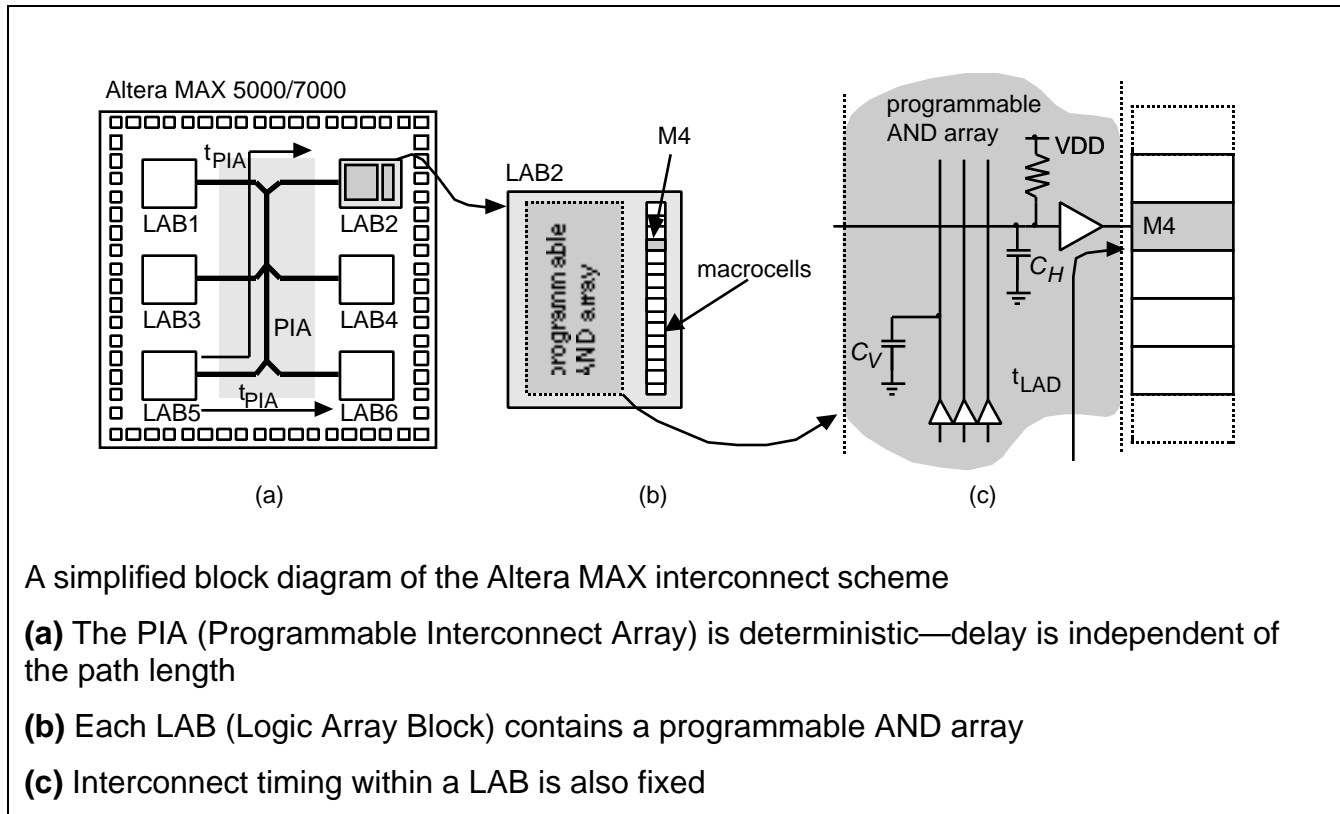 Altera MAX 5000/7000
tPIA
LAB1
LAB2
LAB3
LAB4
PIA
LAB5
tPIA
LAB6
(a)
LAB2
M4
programmable
AND array
macrocells
(b)
programmable
AND array
VDD
M4
CH
CV
tLAD
(c)
A simplified block diagram of the Altera MAX interconnect scheme
(a) The PIA (Programmable Interconnect Array) is deterministic—delay is independent of
the path length
(b) Each LAB (Logic Array Block) contains a programmable AND array
(c) Interconnect timing within a LAB is also fixed